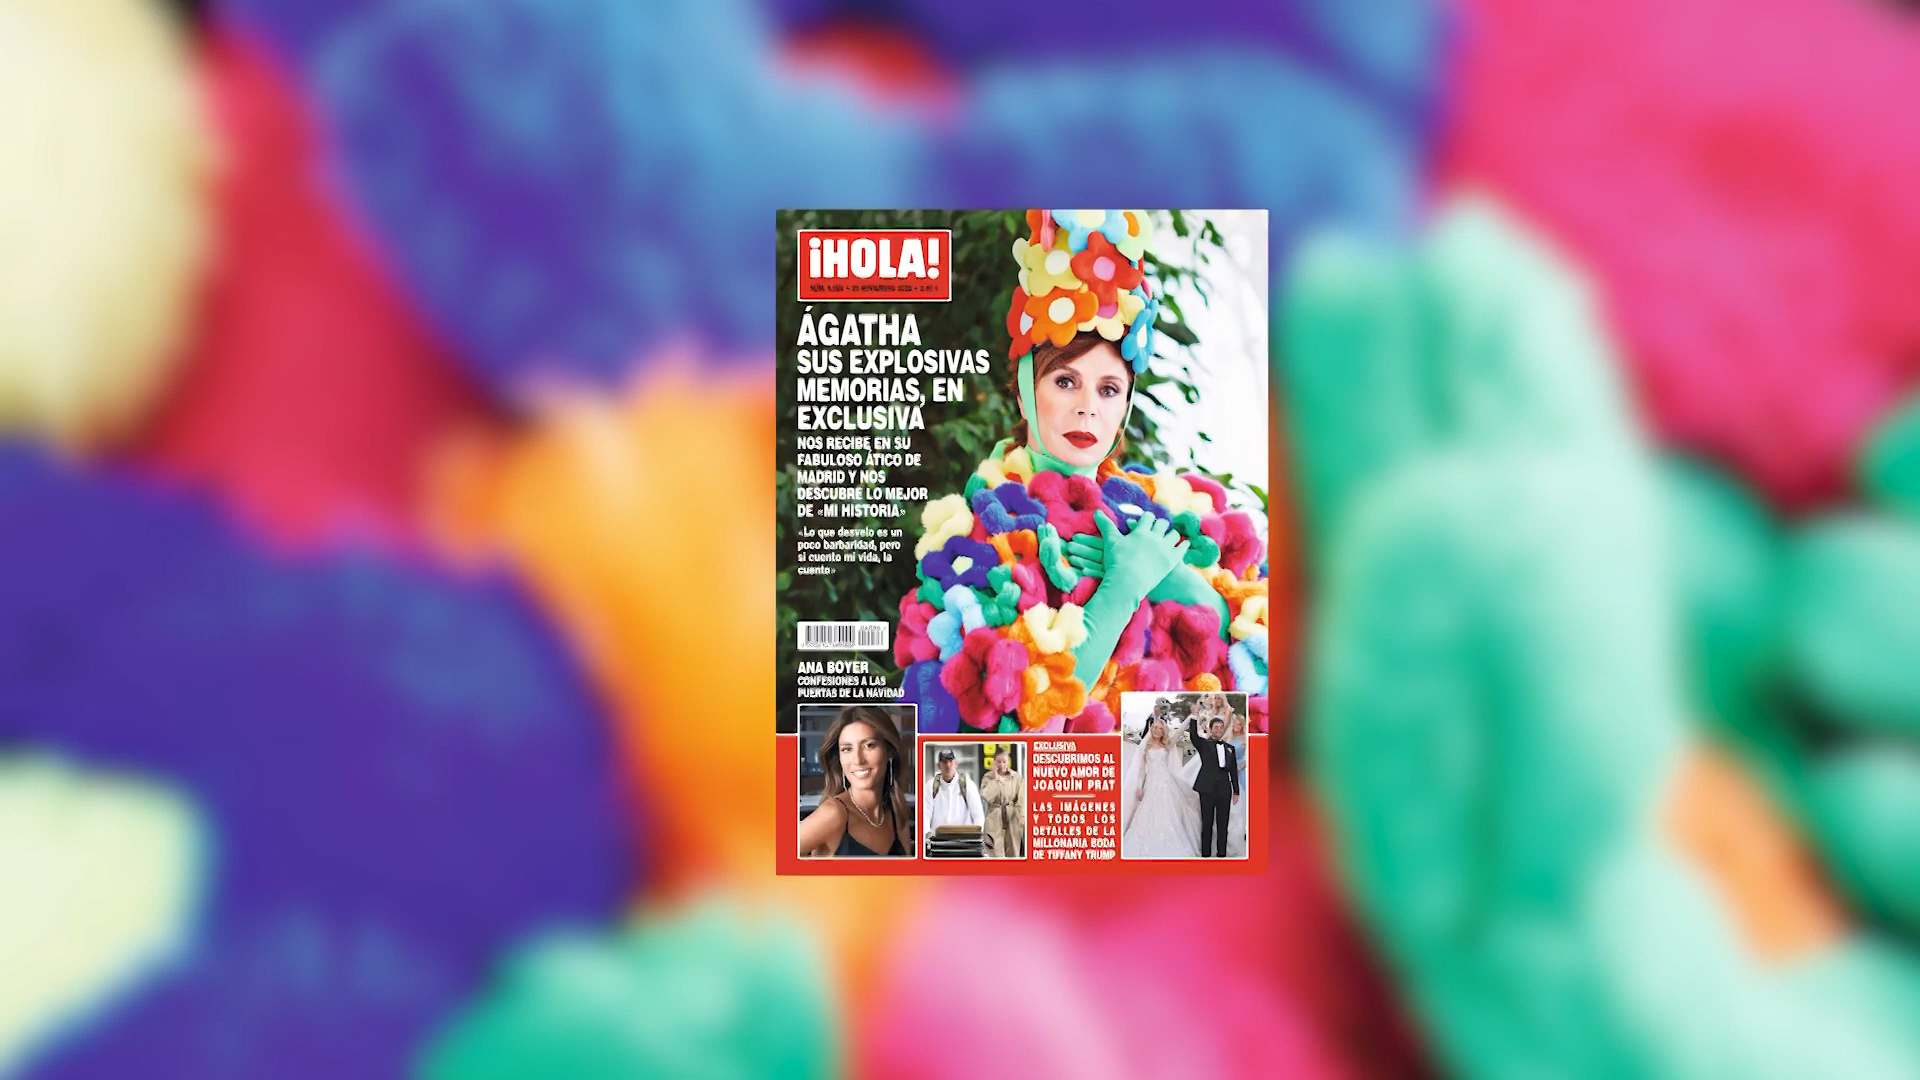 ¡HOLA!
ÁGATHA
SUS EXPLOSIVAS
MEMORIAS, EN
EXCLUSIVA
NOS RECIBE EN SU
FABULOSO ÁTICO DE
MADRID Y NOS
DESCUBRE LO MEJOR
DE «MI HISTORIA»
«Lo que desvelo es un
poco barbaridad, pero
si cuento mi vida, la
cuento»
ANA BOYER
CONFESIONES A LAS
PUERTAS DE LA NAVIDAD
EXCLUSIVA
DESCUBRIMOS AL
NUEVO AMOR DE
JOAQUÍN PRAT
LAS IMÁGENES
Y TODOS LOS
DETALLES DE LA
MILLONARIA BODA
DE TIFFANY TRUMP